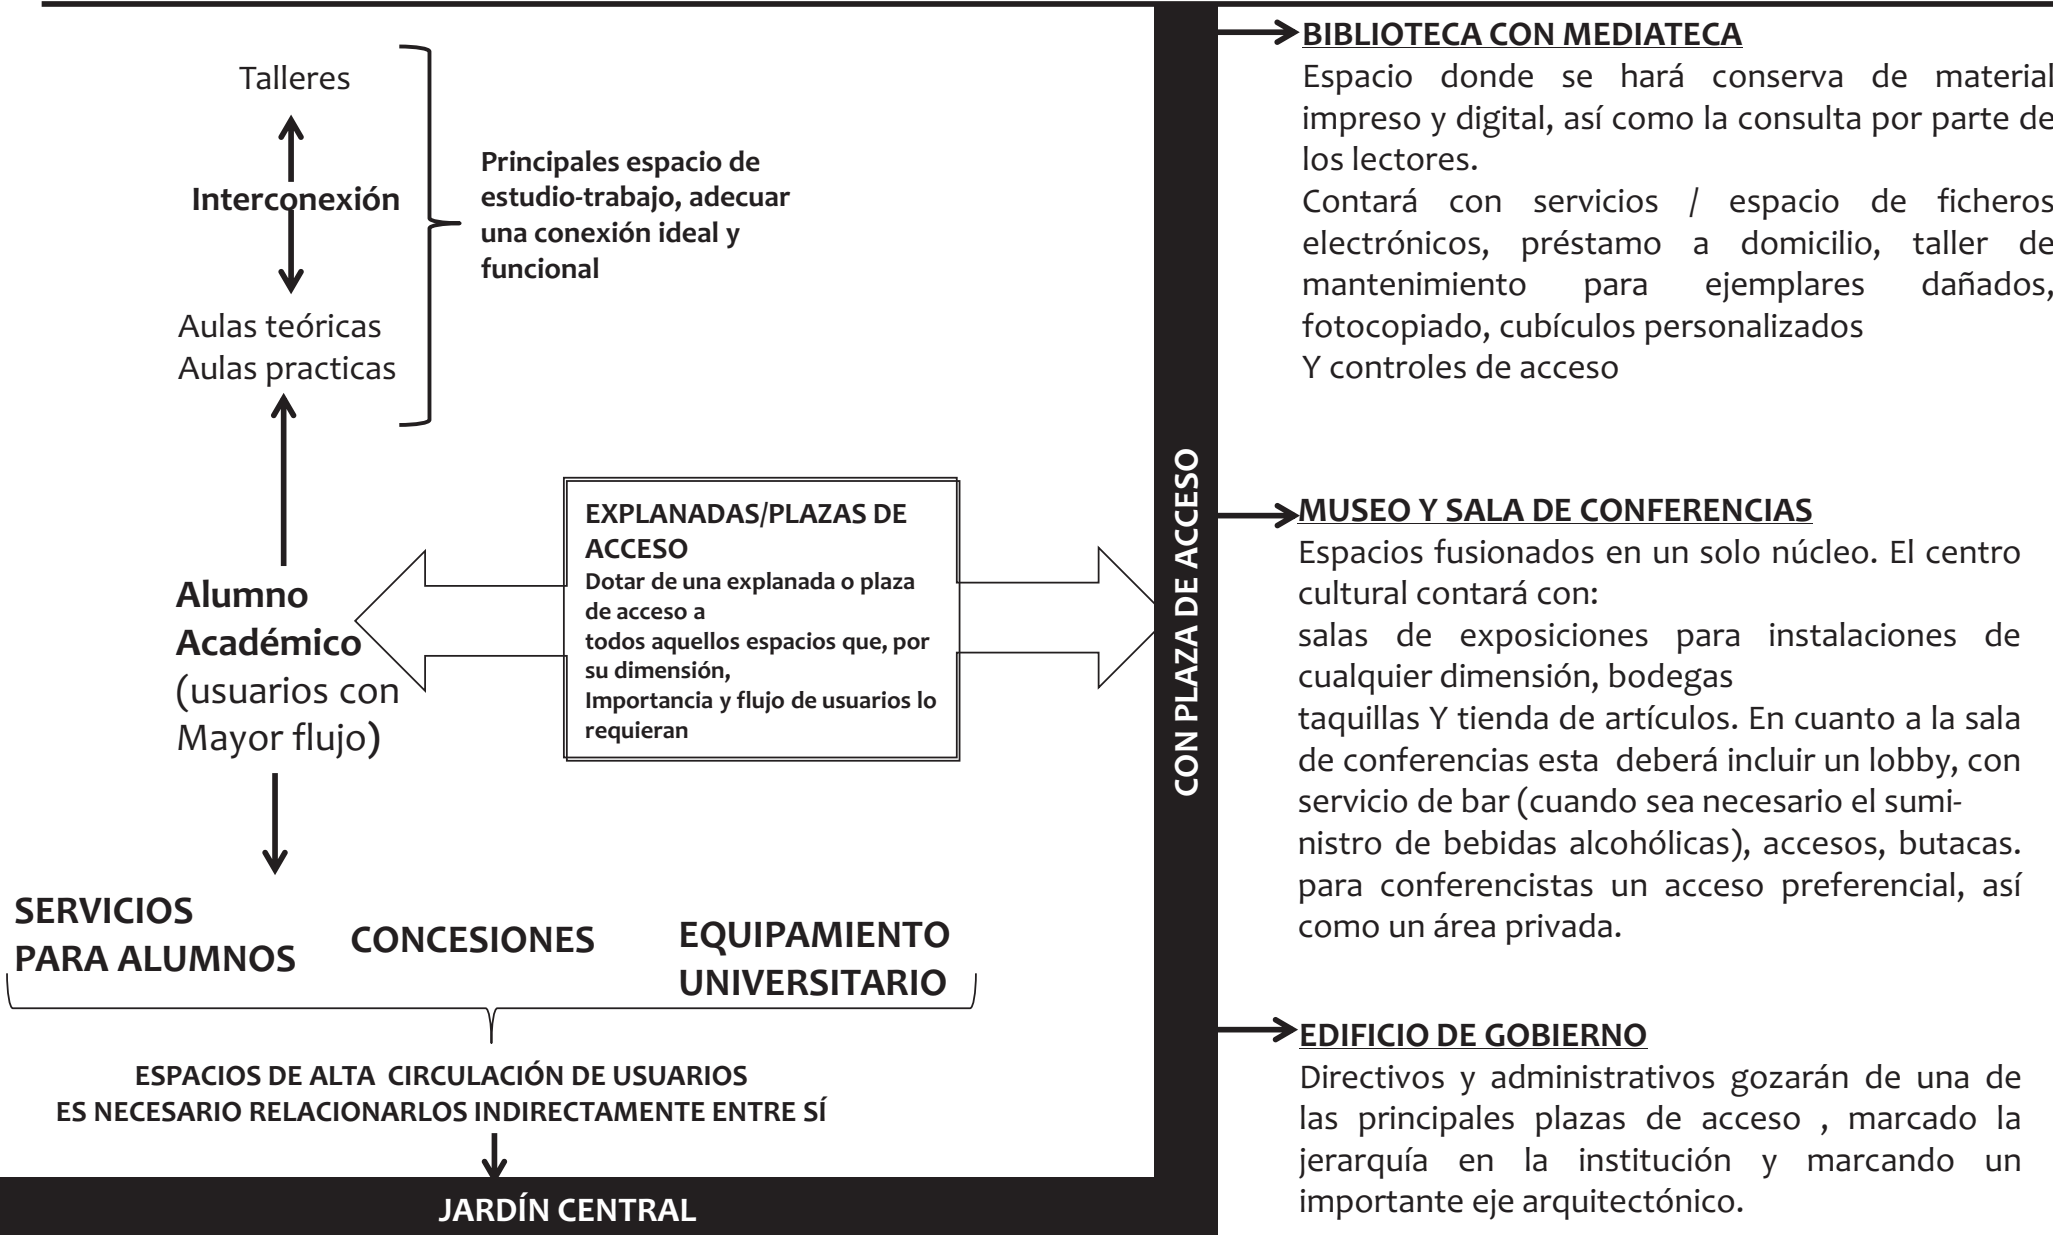 Talleres
Interconexión
Aulas teóricas
Aulas practicas
Principales espacio de
estudio-trabajo, adecuar
una conexión ideal y
funcional
Alumno
Académico
(usuarios con
Mayor flujo)
EXPLANADAS/PLAZAS DE
ACCESO
Dotar de una explanada o plaza
de acceso a
todos aquellos espacios que, por
su dimensión,
Importancia y flujo de usuarios lo
requieran
SERVICIOS
PARA ALUMNOS
CONCESIONES
EQUIPAMIENTO
UNIVERSITARIO
ESPACIOS DE ALTA  CIRCULACIÓN DE USUARIOS
ES NECESARIO RELACIONARLOS INDIRECTAMENTE ENTRE SÍ
JARDÍN CENTRAL
CON PLAZA DE ACCESO
BIBLIOTECA CON MEDIATECA
Espacio donde se hará conserva de material
impreso y digital, así como la consulta por parte de
los lectores.
Contará con servicios / espacio de ficheros
electrónicos, préstamo a domicilio, taller de
mantenimiento para ejemplares dañados,
fotocopiado, cubículos personalizados
Y controles de acceso
MUSEO Y SALA DE CONFERENCIAS
Espacios fusionados en un solo núcleo. El centro
cultural contará con:
salas de exposiciones para instalaciones de
cualquier dimensión, bodegas
taquillas Y tienda de artículos. En cuanto a la sala
de conferencias esta  deberá incluir un lobby, con
servicio de bar (cuando sea necesario el sumi-
nistro de bebidas alcohólicas), accesos, butacas.
para conferencistas un acceso preferencial, así
como un área privada.
EDIFICIO DE GOBIERNO
Directivos y administrativos gozarán de una de
las principales plazas de acceso , marcado la
jerarquía en la institución y marcando un
importante eje arquitectónico.